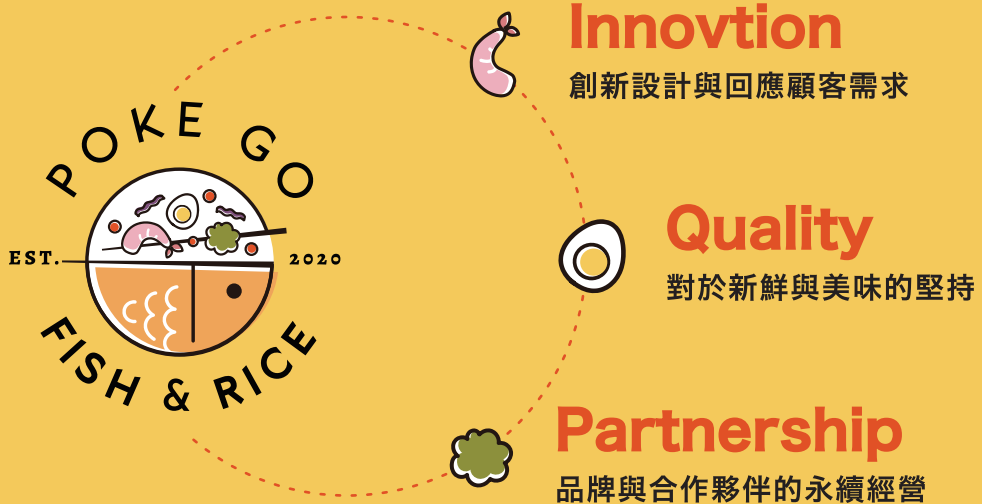 POKE GO
EST. 2020
FISH & RICE
Innovtion
創新設計與回應顧客需求
Quality
對於新鮮與美味的堅持
Partnership
品牌與合作夥伴的永續經營